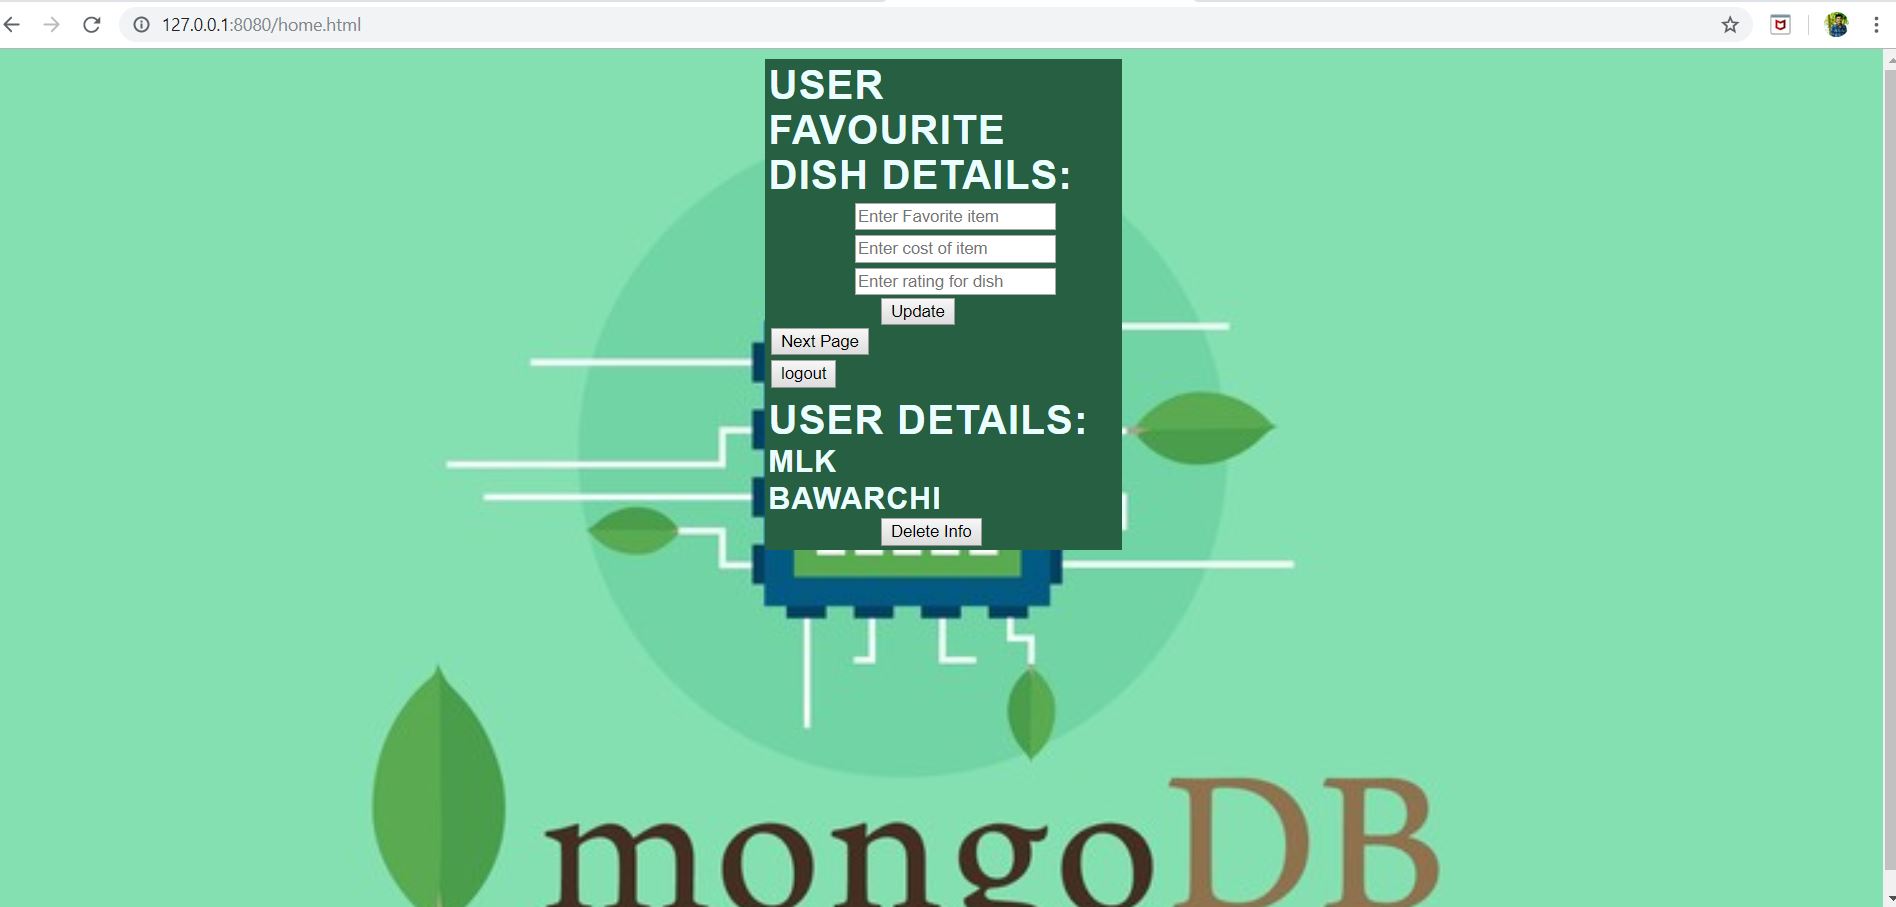 127.0.0.1:8080/home.html
USER
FAVOURITE
DISH DETAILS:
Enter Favorite item
Enter cost of item
Enter rating for dish
Update
Next Page
logout
USER DETAILS:
MLK
BAWARCHI
Delete Info
mongoDB